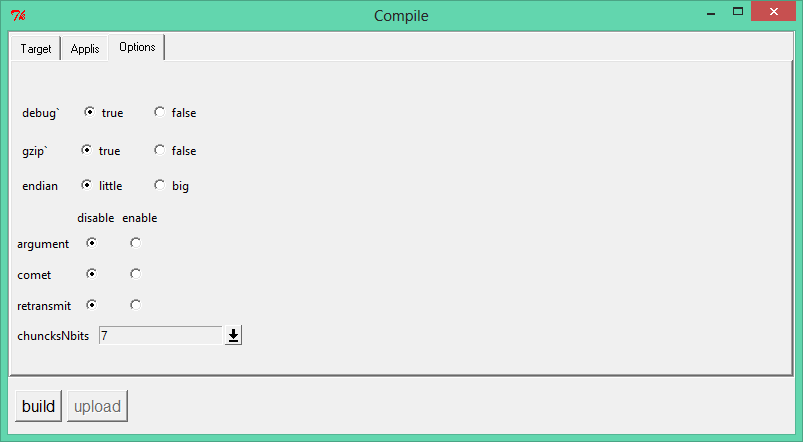 Compile
Target Applis Options
debug` true false
gzip` true false
endian little big
disable enable
argument
comet
retransmit
chuncksNbits 7
build upload